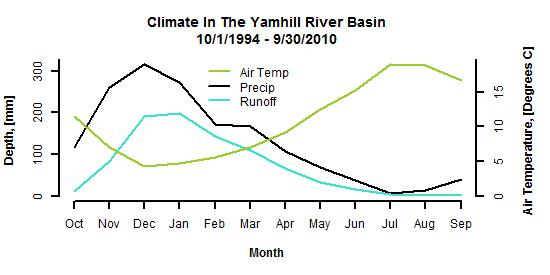 Climate In The Yamhill River Basin
10/1/1994 - 9/30/2010
Air Temp
Precip
Runoff
Depth, [mm]
0 100 200 300
Air Temperature, [Degrees C]
0 5 10 15
Oct Nov Dec Jan Feb Mar Apr May Jun Jul Aug Sep
Month